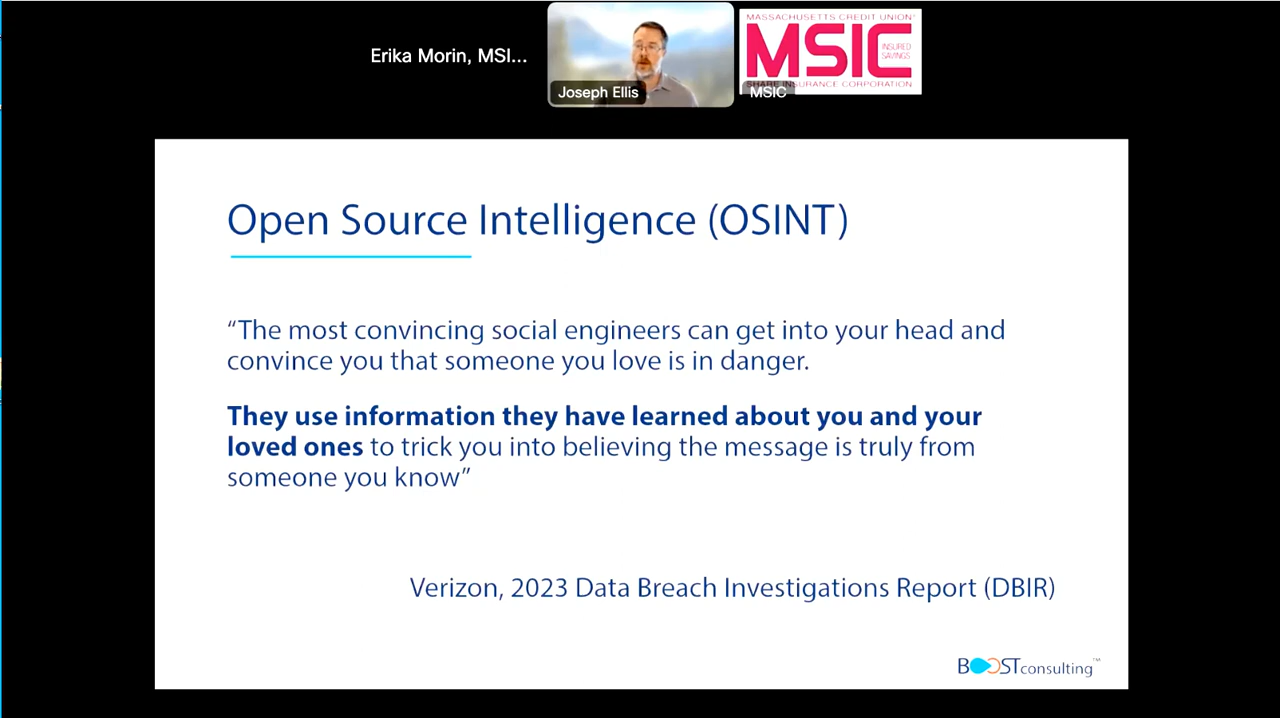 Erika Morin, MSI...
Joseph Ellis
MASSACHUSETTS CREDIT UNION
MSIC
INSURED
SAVINGS
SHARE INSURANCE CORPORATION
MSIC
Open Source Intelligence (OSINT)
“The most convincing social engineers can get into your head and
convince you that someone you love is in danger.
They use information they have learned about you and your
loved ones to trick you into believing the message is truly from
someone you know”
Verizon, 2023 Data Breach Investigations Report (DBIR)
BOOSTconsulting™